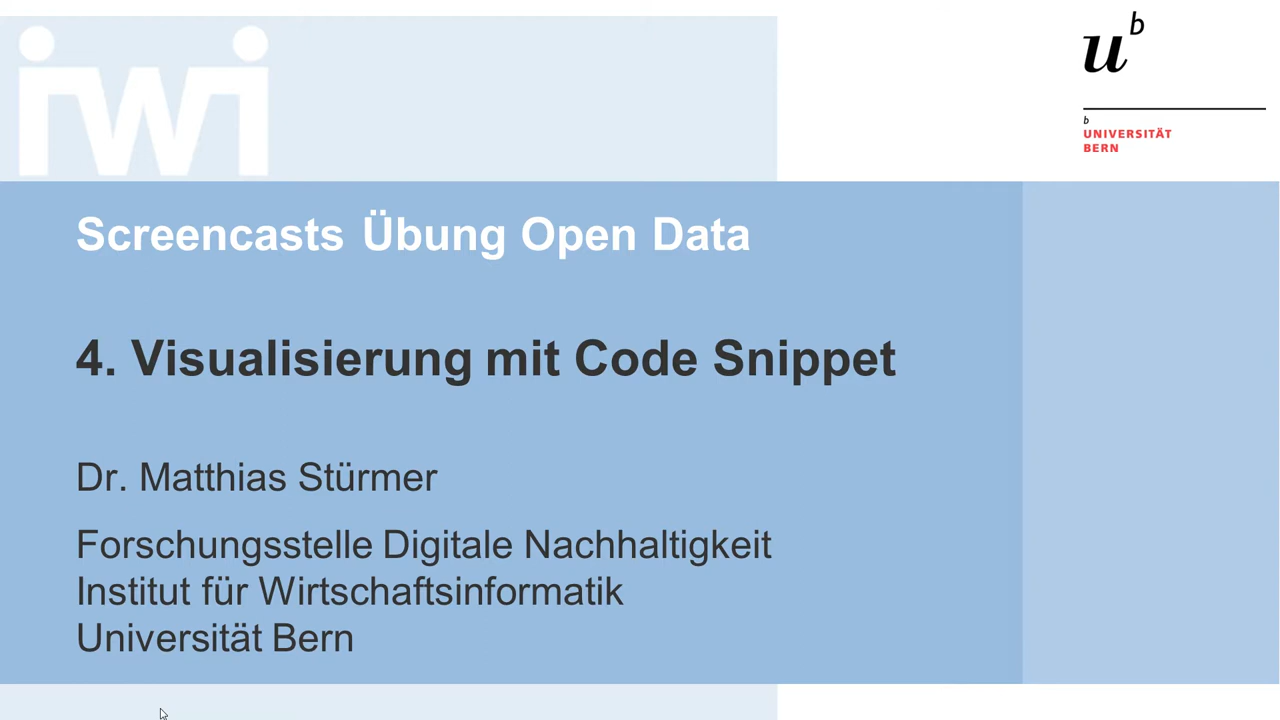 iwi
u
b
b
UNIVERSITÄT
BERN
Screencasts Übung Open Data
4. Visualisierung mit Code Snippet
Dr. Matthias Stürmer
Forschungsstelle Digitale Nachhaltigkeit
Institut für Wirtschaftsinformatik
Universität Bern